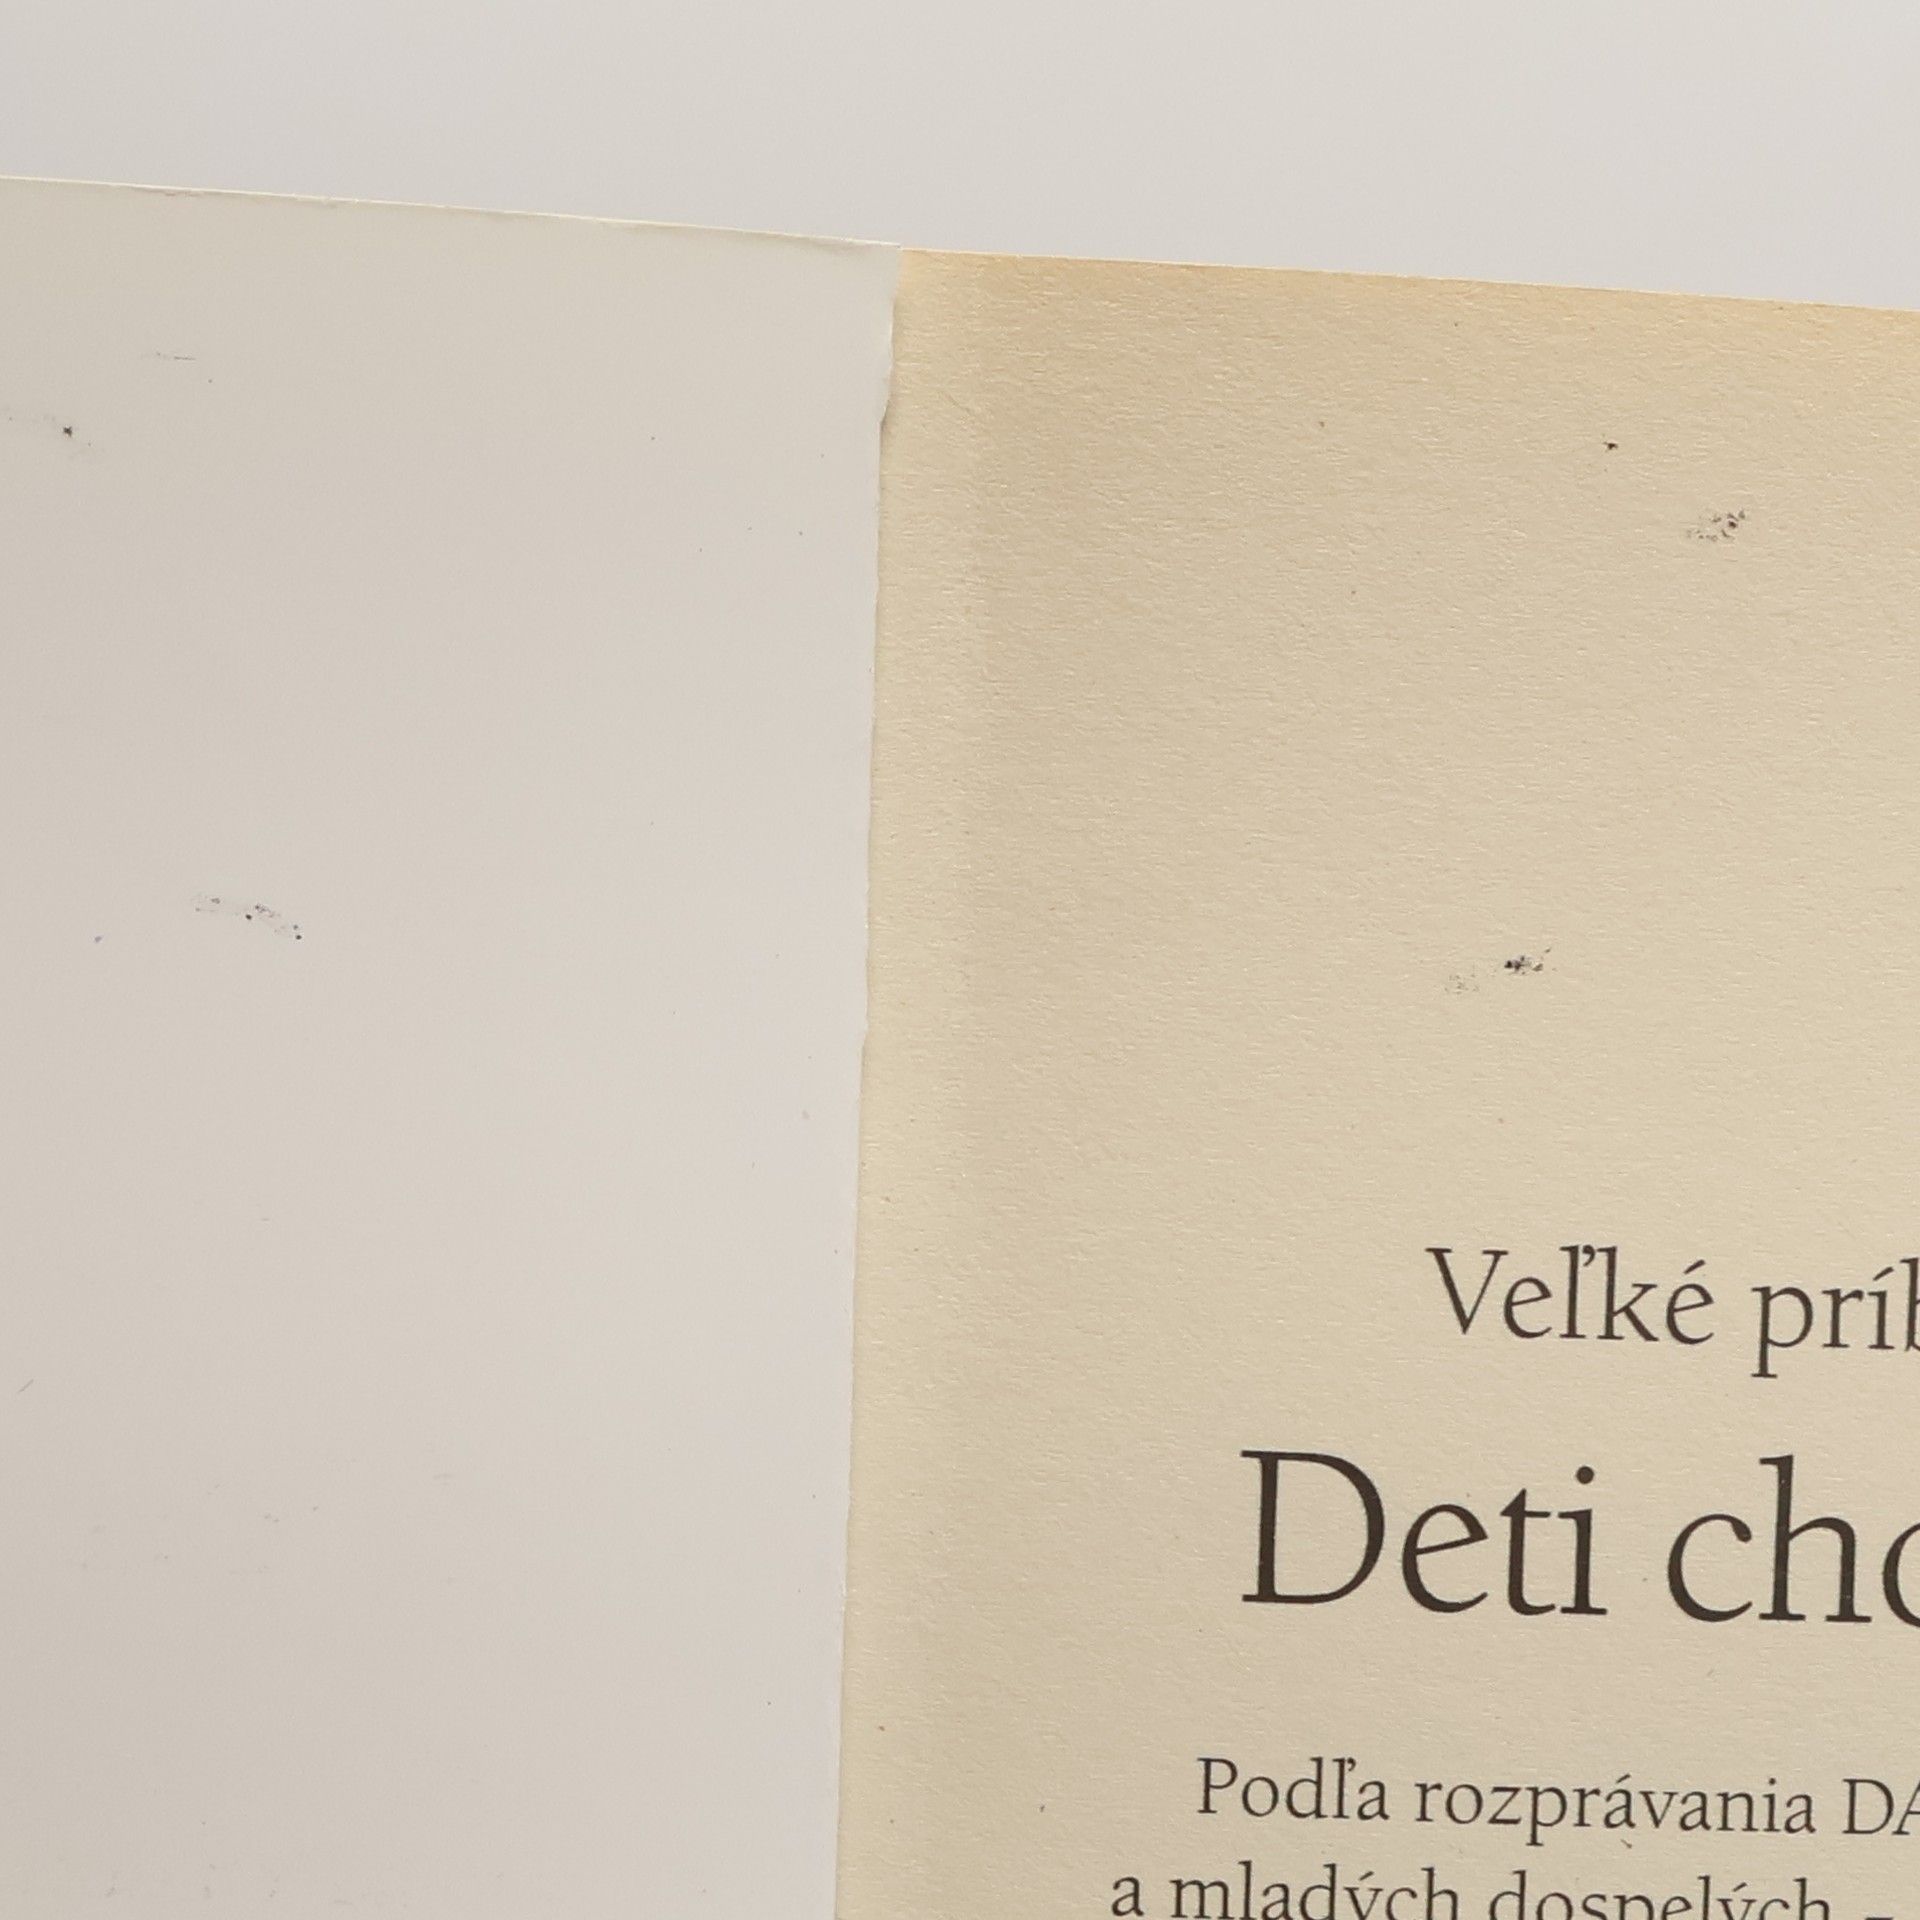 Veľké príb
Deti cho
Podľa rozprávania DA
a mladých dospelých –